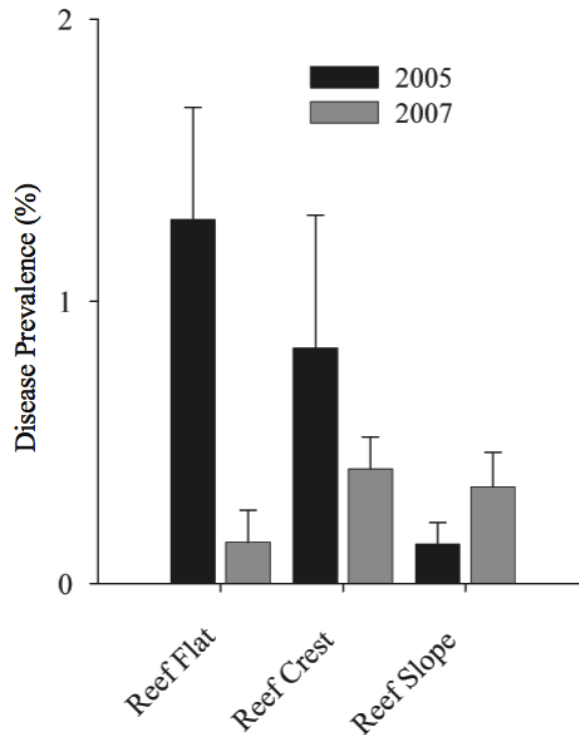 2
2005
2007
Disease Prevalence (%)
1
0
Reef Flat
Reef Crest
Reef Slope